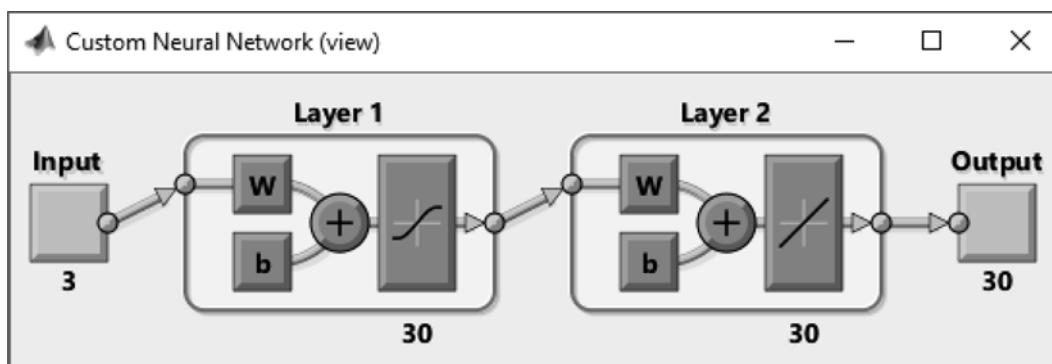 Custom Neural Network (view)
Layer 1
Layer 2
Input
Output
W
W
b
b
3
30
30
30